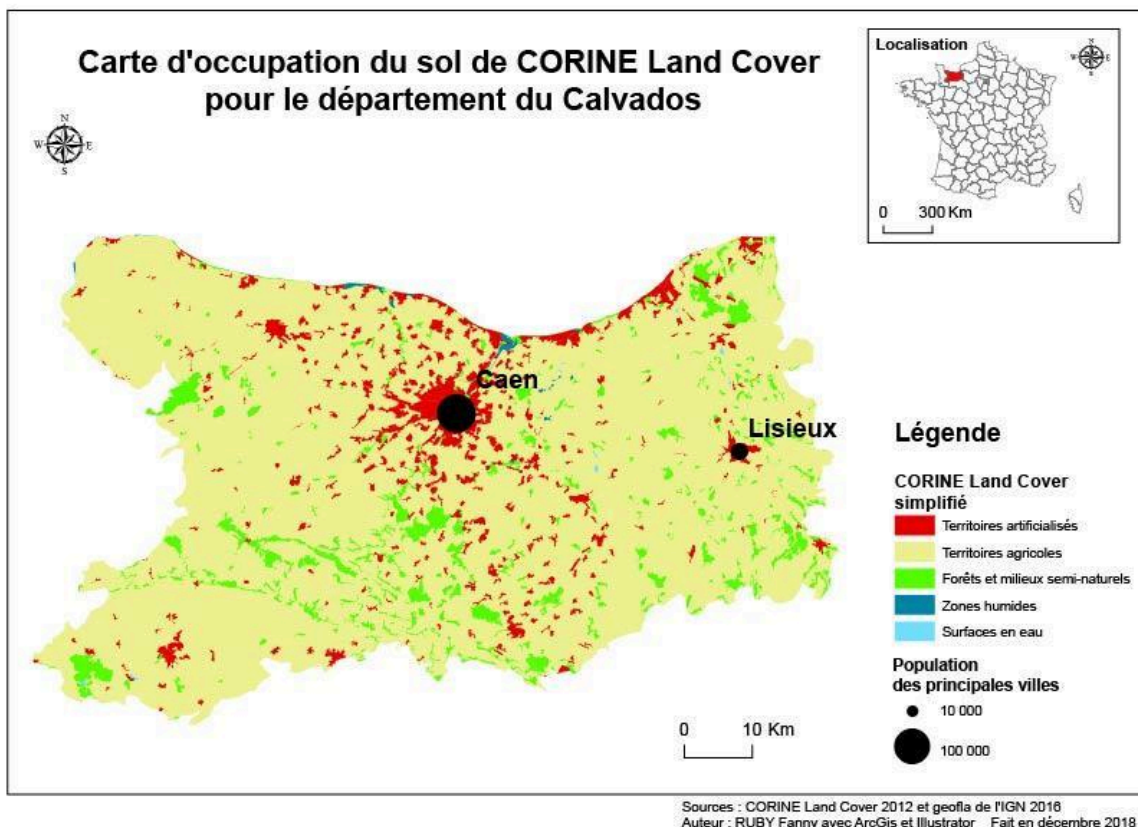 Carte d'occupation du sol de CORINE Land Cover
pour le département du Calvados
N
W E
S
Localisation
N
W E
S
0 300 Km
Caen
Lisieux
Légende
CORINE Land Cover
simplifié
Territoires artificialisés
Territoires agricoles
Forêts et milieux semi-naturels
Zones humides
Surfaces en eau
Population
des principales villes
10 000
100 000
0 10 Km
Sources : CORINE Land Cover 2012 et geofla de l'IGN 2016
Auteur : RUBY Fanny avec ArcGis et Illustrator Fait en décembre 2018